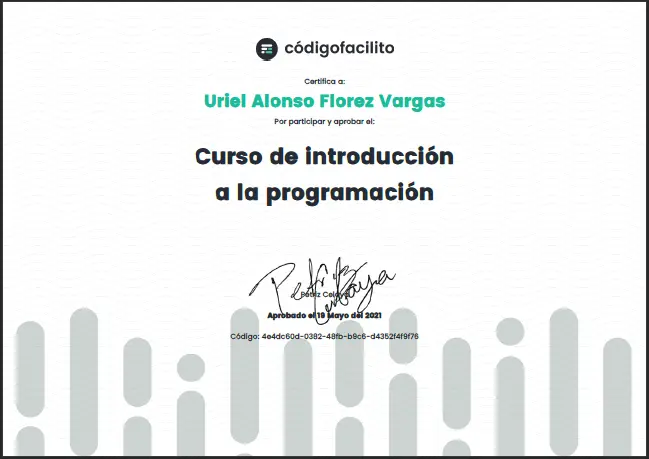 códigofacilito
Certifica a:
Uriel Alonso Florez Vargas
Por participar y aprobar el:
Curso de introducción
a la programación
Petriz Celaya
Aprobado el 19 Mayo del 2021
Código: 4e4dc60d-0382-48fb-b9c6-d4352f4f9f76